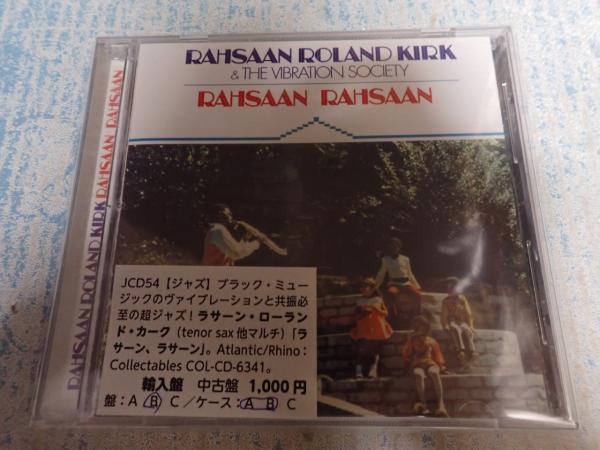 RAHSAAN ROLAND KIRK
& THE VIBRATION SOCIETY
RAHSAAN RAHSAAN
RAHSAAN ROLAND KIRK RAHSAAN RAHSAAN
JCD54【ジャズ】ブラック・ミュー
ジックのヴァイブレーションと共振必
至の超ジャズ！ラサーン・ローラン
ド・カーク（tenor sax 他マルチ）「ラ
サーン、ラサーン」。Atlantic/Rhino：
Collectables COL-CD-6341。
輸入盤 中古盤 1,000 円
盤：A B C ／ケース：A B C